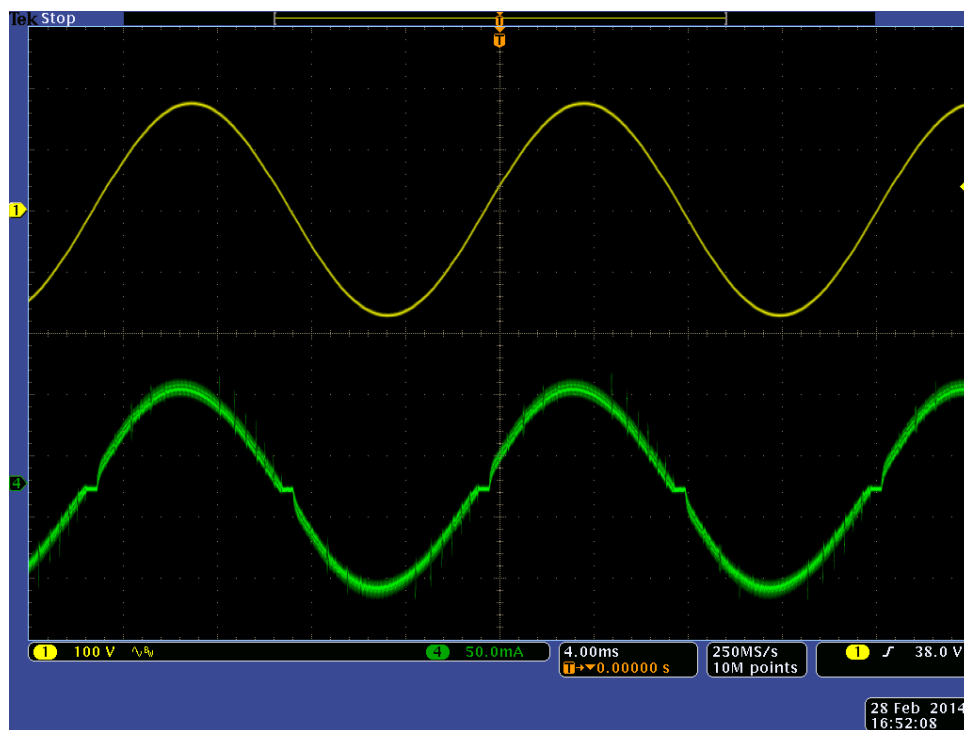 Tek Stop
T
T
1
4
1 100 V 4 50.0mA 4.00ms 250MS/s 1 38.0 V
T→▼0.00000 s 10M points
28 Feb 2014
16:52:08